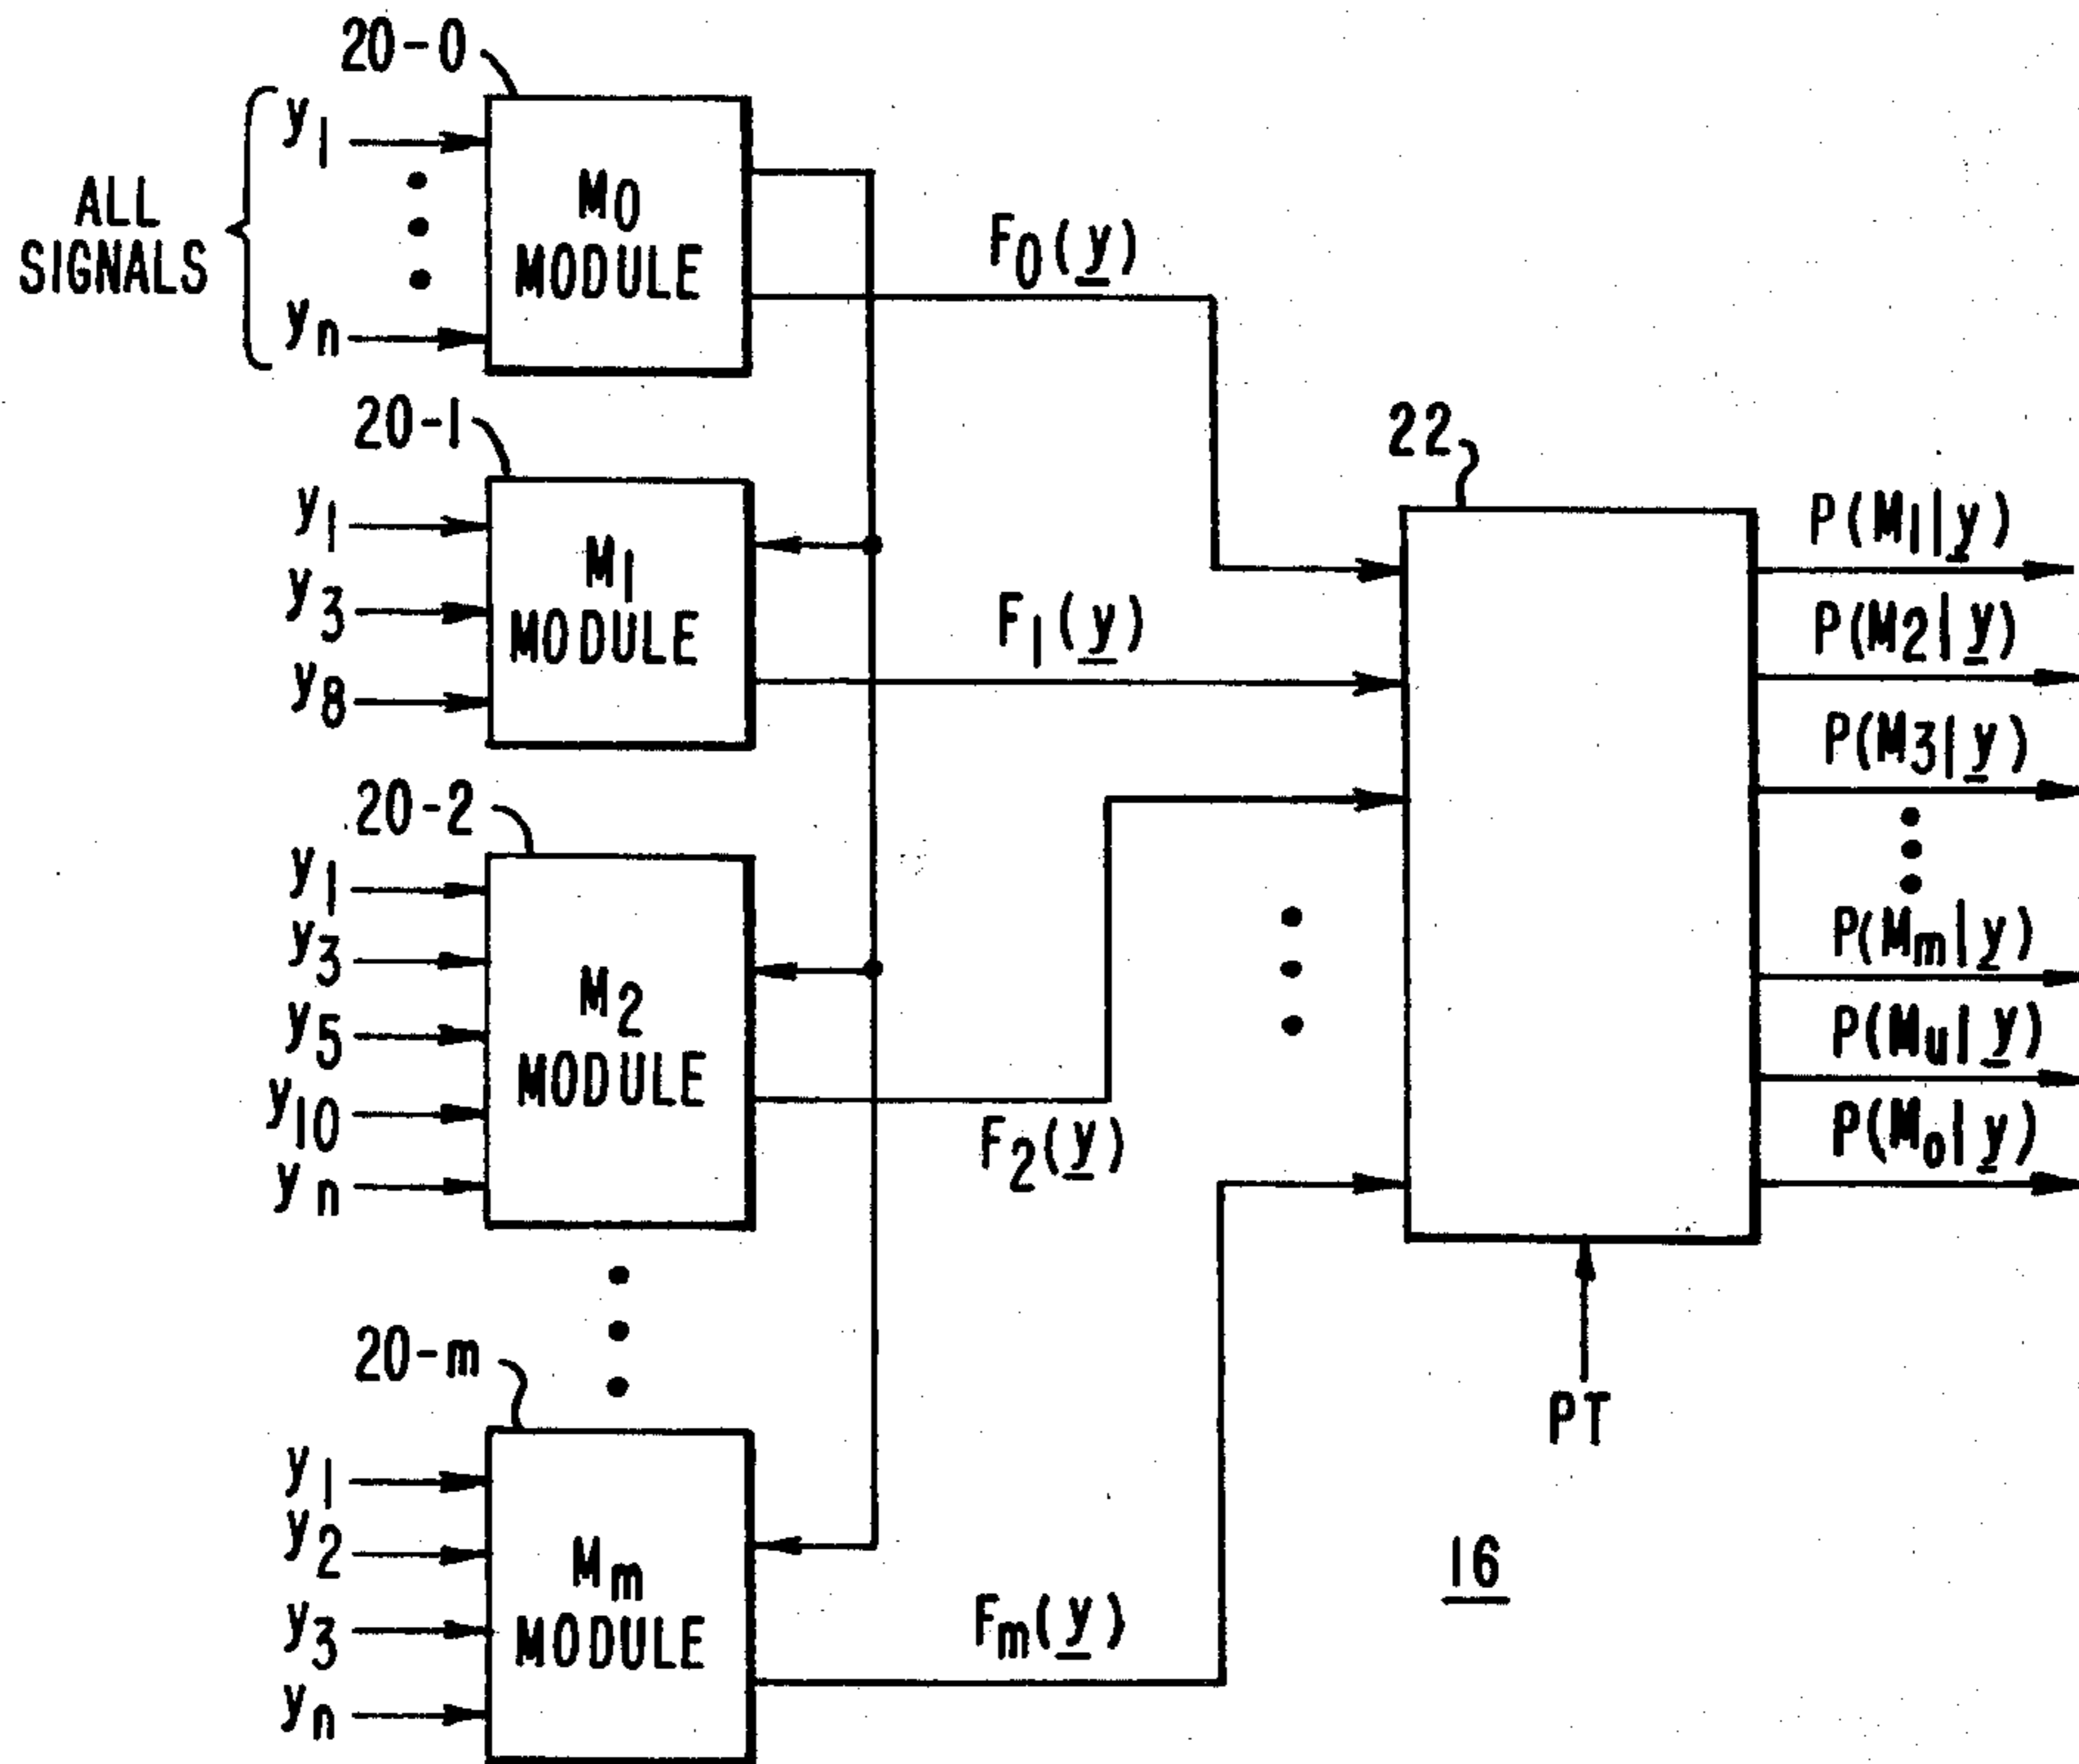 20-0
ALL
SIGNALS
y1
yn
M0
MODULE
F0(y)
20-1
y1
y3
y8
M1
MODULE
F1(y)
22
P(M1|y)
P(M2|y)
P(M3|y)
P(Mm|y)
P(Mu|y)
P(Mo|y)
20-2
y1
y3
y5
y10
yn
M2
MODULE
F2(y)
PT
20-m
y1
y2
y3
yn
Mm
MODULE
Fm(y)
16